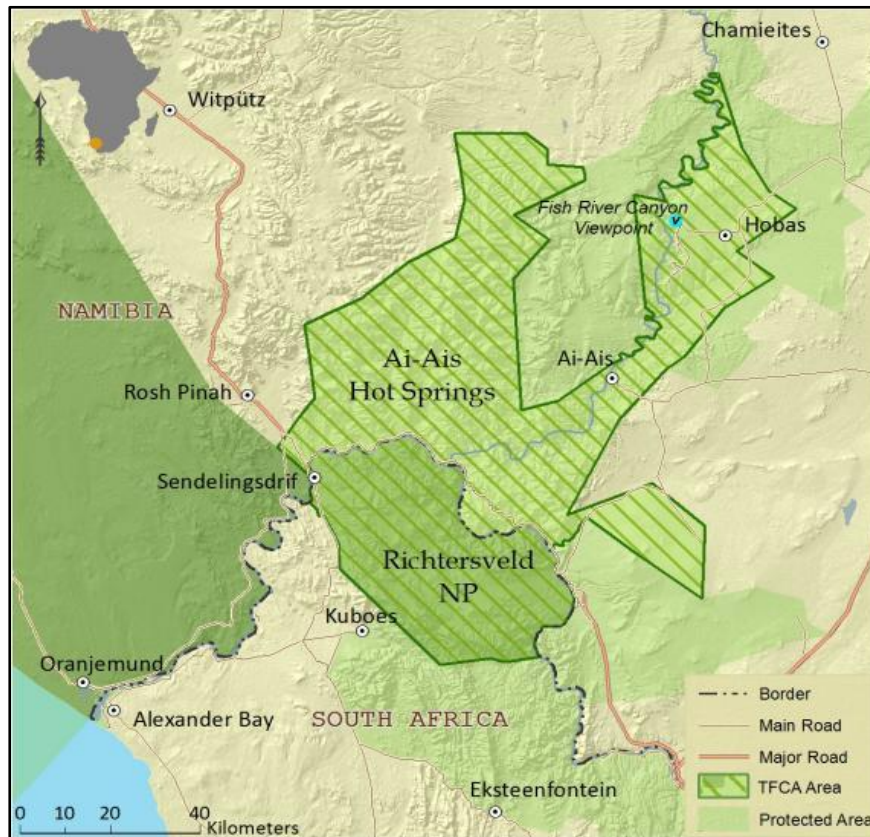 Chamieites
Witpütz
Fish River Canyon
Viewpoint
V
Hobas
NAMIBIA
Ai-Ais
Hot Springs
Ai-Ais
Rosh Pinah
Sendelingsdrif
Richtersveld
NP
Kuboes
Oranjemund
Alexander Bay
SOUTH AFRICA
Eksteenfontein
Border
Main Road
Major Road
TFCA Area
Protected Area
0 10 20 40
Kilometers